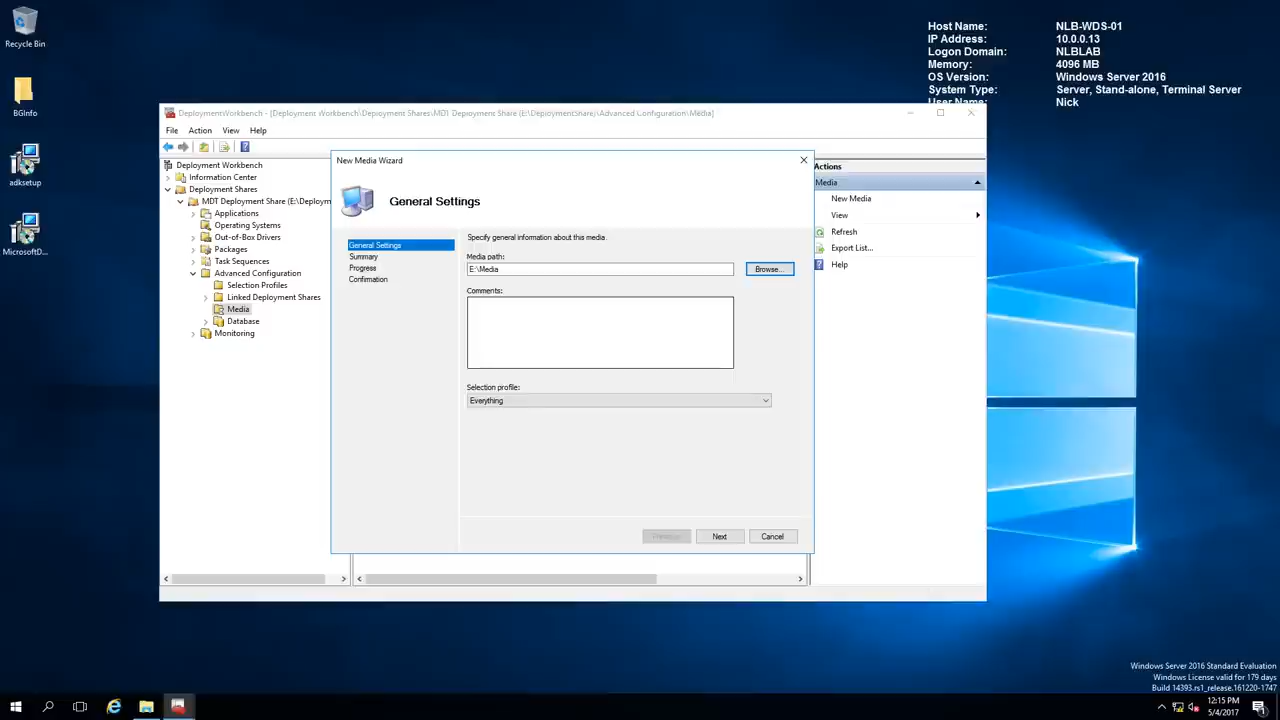 Recycle Bin
BGInfo
adksetup
MicrosoftD...
Host Name: NLB-WDS-01
IP Address: 10.0.0.13
Logon Domain: NLBLAB
Memory: 4096 MB
OS Version: Windows Server 2016
System Type: Server, Stand-alone, Terminal Server
User Name: Nick
DeploymentWorkbench - [Deployment Workbench\Deployment Shares\MDT Deployment Share (E:\DeploymentShare)\Advanced Configuration\Media]
File Action View Help
Deployment Workbench
Information Center
Deployment Shares
MDT Deployment Share (E:\Deploym
Applications
Operating Systems
Out-of-Box Drivers
Packages
Task Sequences
Advanced Configuration
Selection Profiles
Linked Deployment Shares
Media
Database
Monitoring
New Media Wizard
General Settings
General Settings
Summary
Progress
Confirmation
Specify general information about this media.
Media path:
E:\Media
Browse...
Comments:
Selection profile:
Everything
Previous Next Cancel
Actions
Media
New Media
View
Refresh
Export List...
Help
Windows Server 2016 Standard Evaluation
Windows License valid for 179 days
Build 14393.rs1_release.161220-1747
12:15 PM
5/4/2017